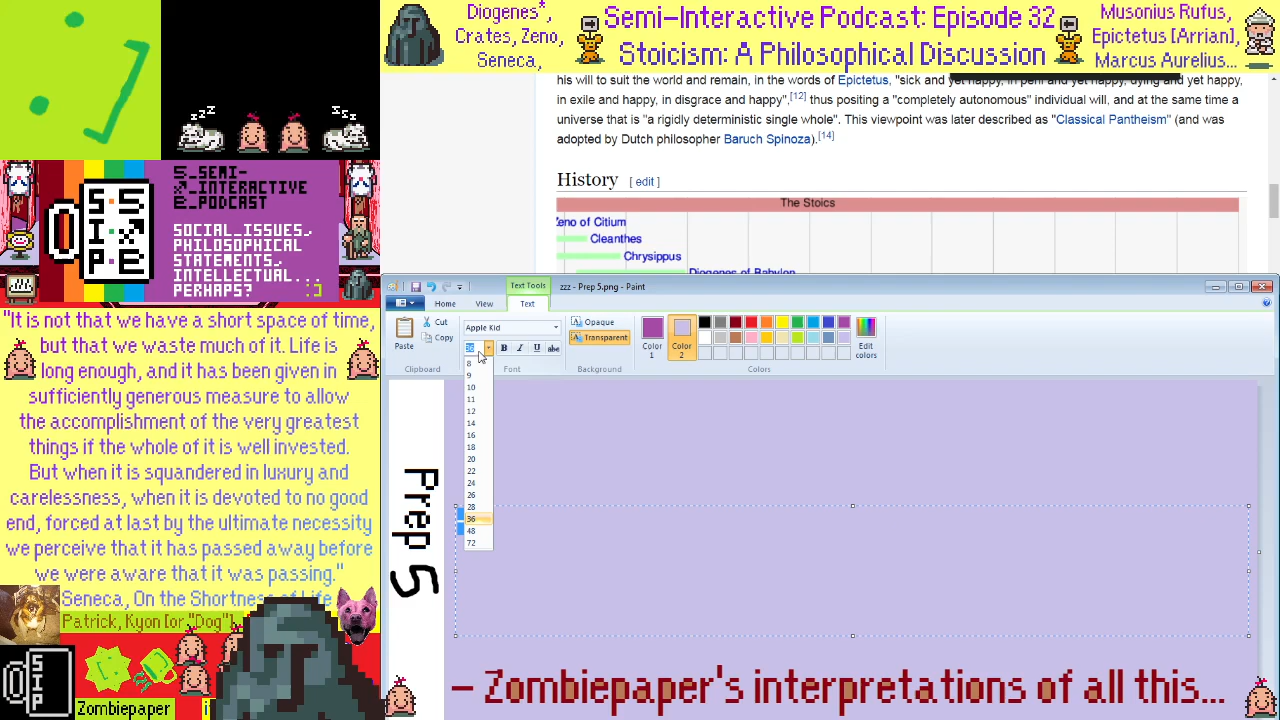 Diogenes*,
Crates, Zeno,
Seneca,
Semi-Interactive Podcast: Episode 32
Stoicism: A Philosophical Discussion
Musonius Rufus,
Epictetus [Arrian],
Marcus Aurelius...
zzz
zzz
S_SEMI-
_INTERACTIVE
_PODCAST
SOCIAL_ISSUES,
PHILOSOPHICAL
STATEMENTS,
INTELLECTUAL...
PERHAPS? :J
"It is not that we have a short space of time,
but that we waste much of it. Life is
long enough, and it has been given in
sufficiently generous measure to allow
the accomplishment of the very greatest
things if the whole of it is well invested.
But when it is squandered in luxury and
carelessness, when it is devoted to no good
end, forced at last by the ultimate necessity
we perceive that it has passed away before
we were aware that it was passing."
Seneca, On the Shortness of Life
Patrick, Kyon [or "Dog"],
SIP
Zombiepaper
his will to suit the world and remain, in the words of Epictetus, "sick and yet happy, in peril and yet happy, dying and yet happy,
in exile and happy, in disgrace and happy",[12] thus positing a "completely autonomous" individual will, and at the same time a
universe that is "a rigidly deterministic single whole". This viewpoint was later described as "Classical Pantheism" (and was
adopted by Dutch philosopher Baruch Spinoza).[14]
History [ edit ]
The Stoics
Zeno of Citium
Cleanthes
Chrysippus
Diogenes of Babylon
Text Tools
zzz - Prep 5.png - Paint
Home
View
Text
Paste
Cut
Copy
Clipboard
Apple Kid
36
B I U abc
Font
Opaque
Transparent
Background
Color 1
Color 2
Edit colors
Colors
8
9
10
11
12
14
16
18
20
22
24
26
28
36
48
72
Prep 5
- Zombiepaper's interpretations of all this...